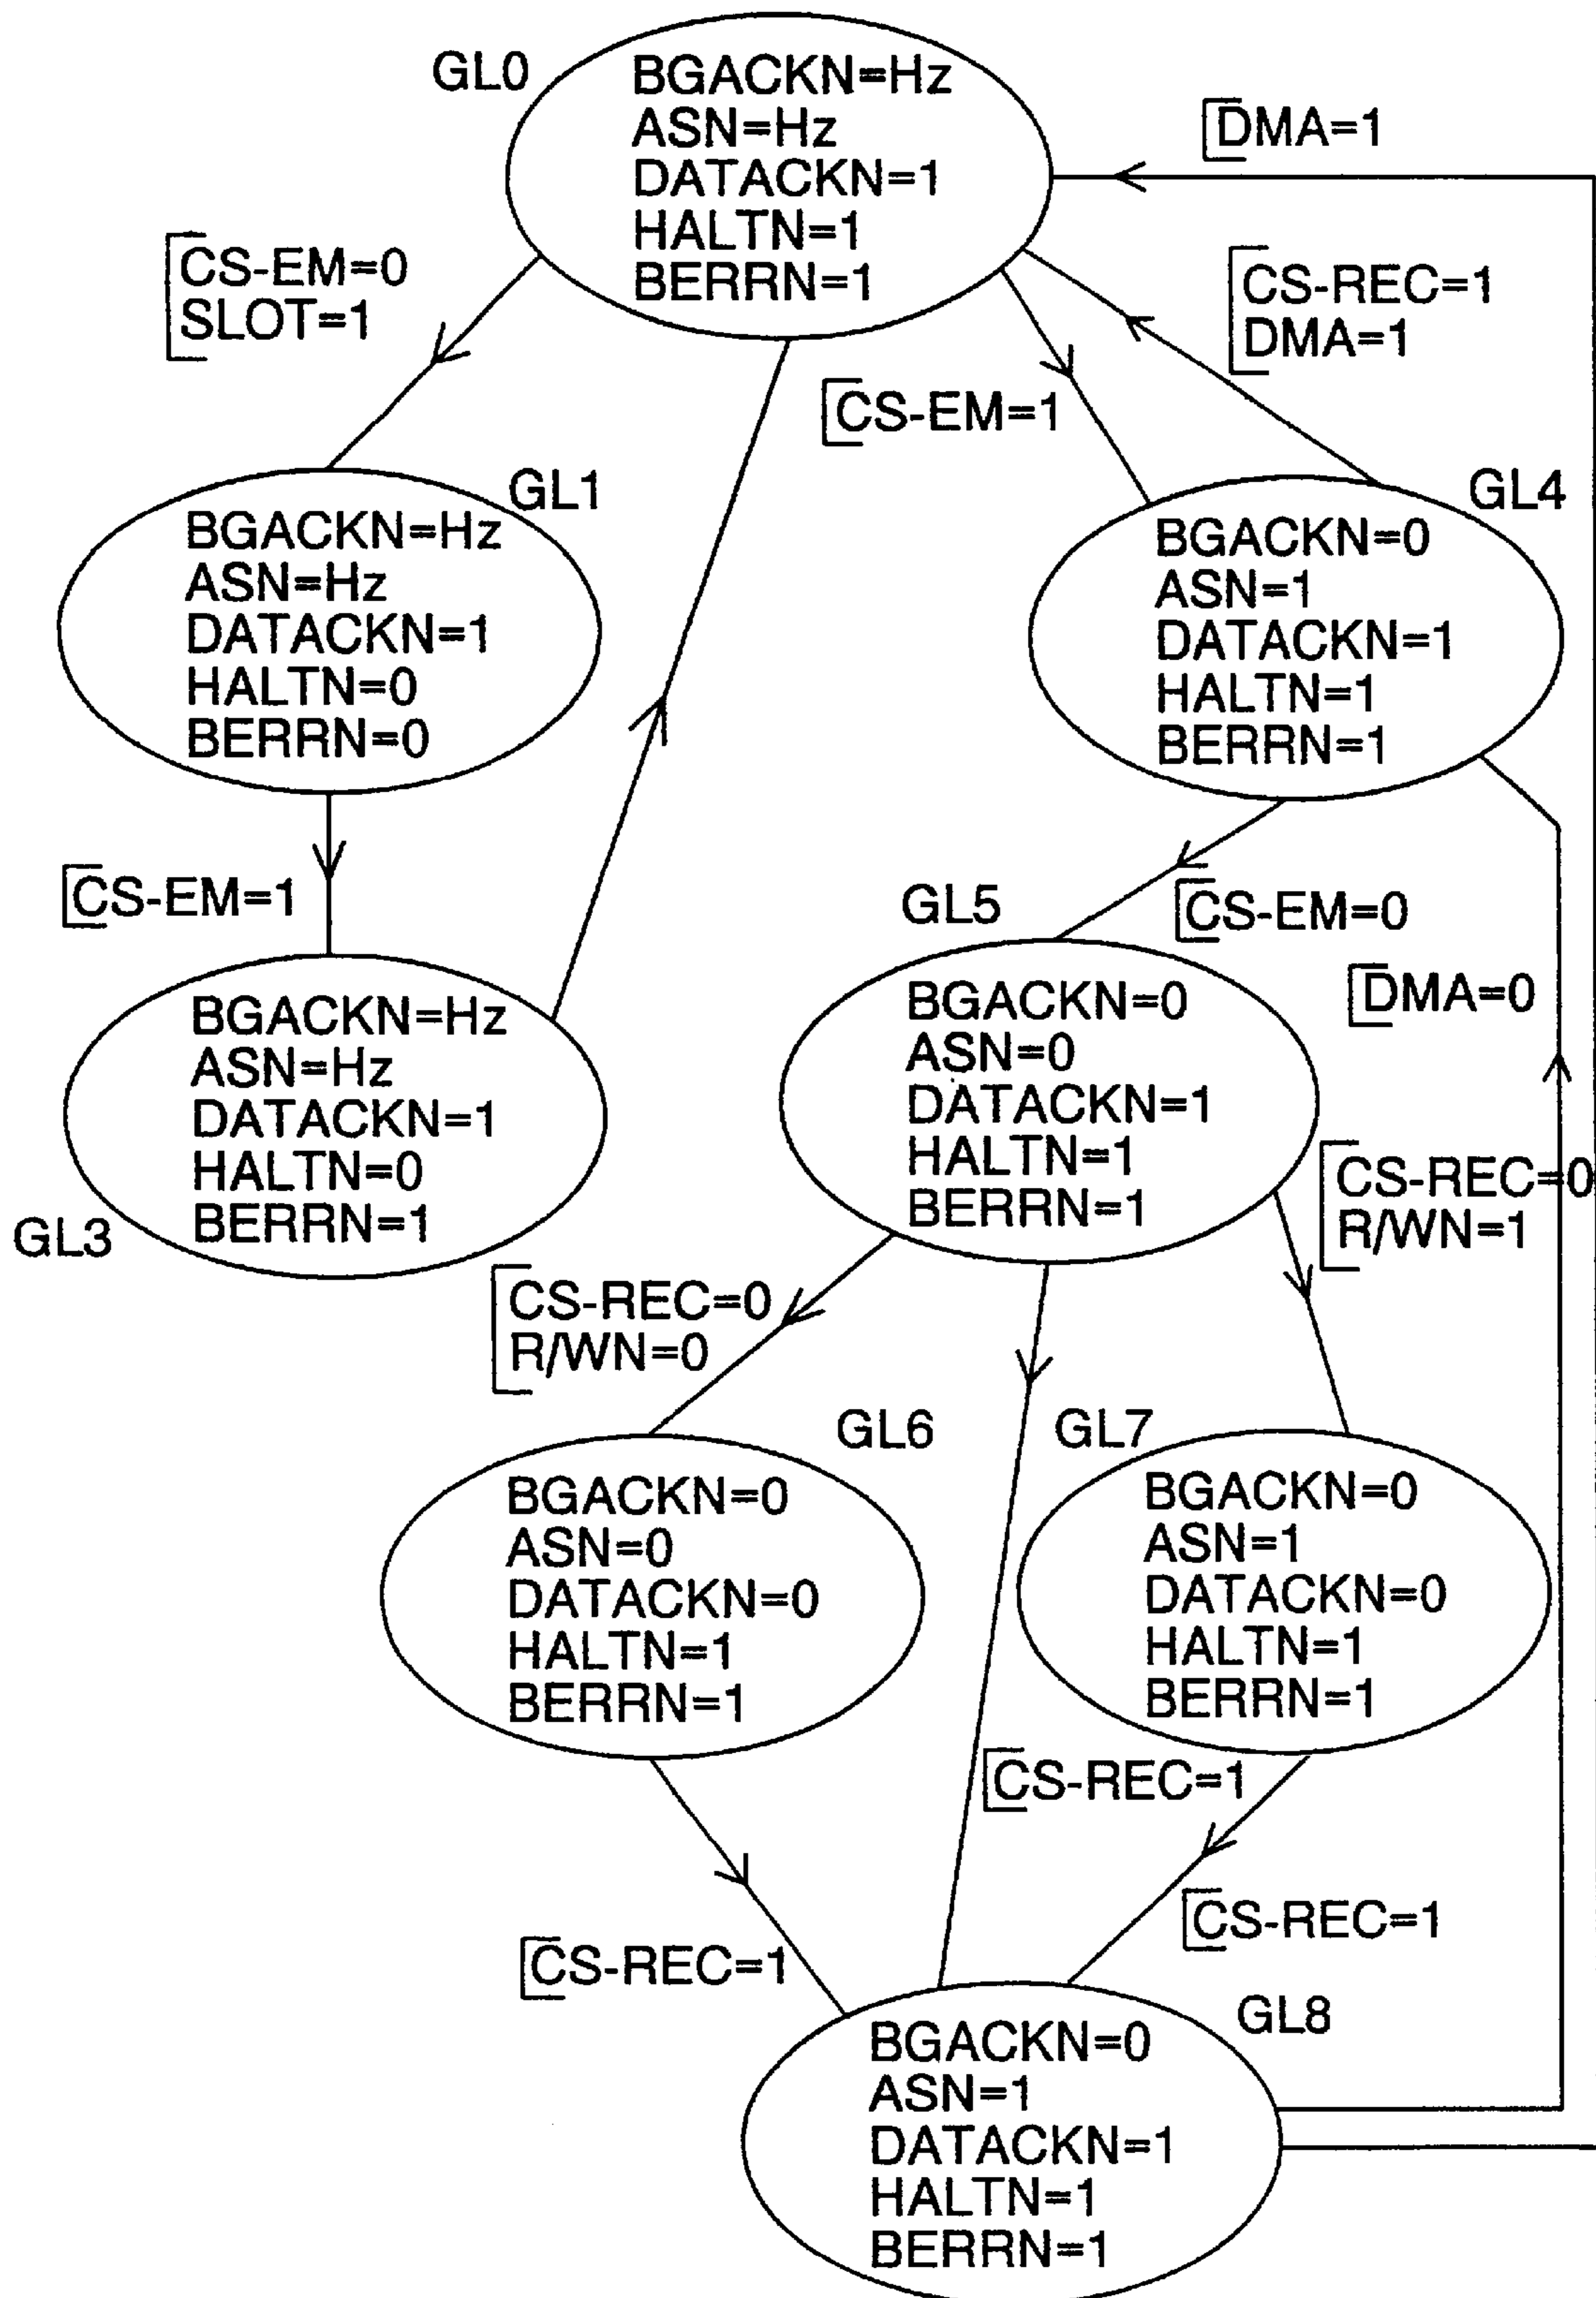 GL0
BGACKN=Hz
ASN=Hz
DATACKN=1
HALTN=1
BERRN=1
DMA=1
CS-EM=0
SLOT=1
CS-REC=1
DMA=1
CS-EM=1
GL1
BGACKN=Hz
ASN=Hz
DATACKN=1
HALTN=0
BERRN=0
GL4
BGACKN=0
ASN=1
DATACKN=1
HALTN=1
BERRN=1
CS-EM=1
CS-EM=0
GL3
BGACKN=Hz
ASN=Hz
DATACKN=1
HALTN=0
BERRN=1
GL5
BGACKN=0
ASN=0
DATACKN=1
HALTN=1
BERRN=1
DMA=0
CS-REC=0
R/WN=1
CS-REC=0
R/WN=0
GL6
BGACKN=0
ASN=0
DATACKN=0
HALTN=1
BERRN=1
GL7
BGACKN=0
ASN=1
DATACKN=0
HALTN=1
BERRN=1
CS-REC=1
CS-REC=1
CS-REC=1
GL8
BGACKN=0
ASN=1
DATACKN=1
HALTN=1
BERRN=1